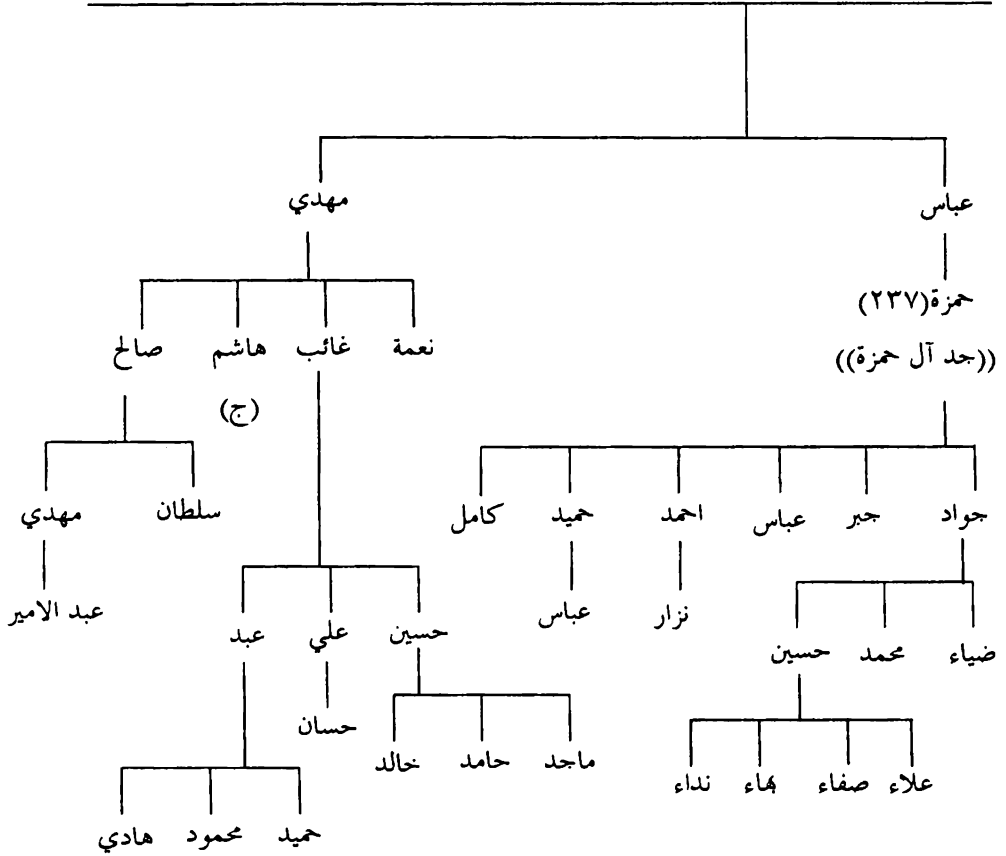 عباس
مهدي
حمزة(٢٣٧)
((جد آل حمزة))
نعمة غائب هاشم صالح
(ج)
جواد جبر عباس احمد حميد كامل
سلطان مهدي
نزار عباس
عبد الامير
حسين علي عبد
ضياء محمد حسين
حسان
ماجد حامد خالد
علاء صفاء بهاء نداء
حميد محمود هادي